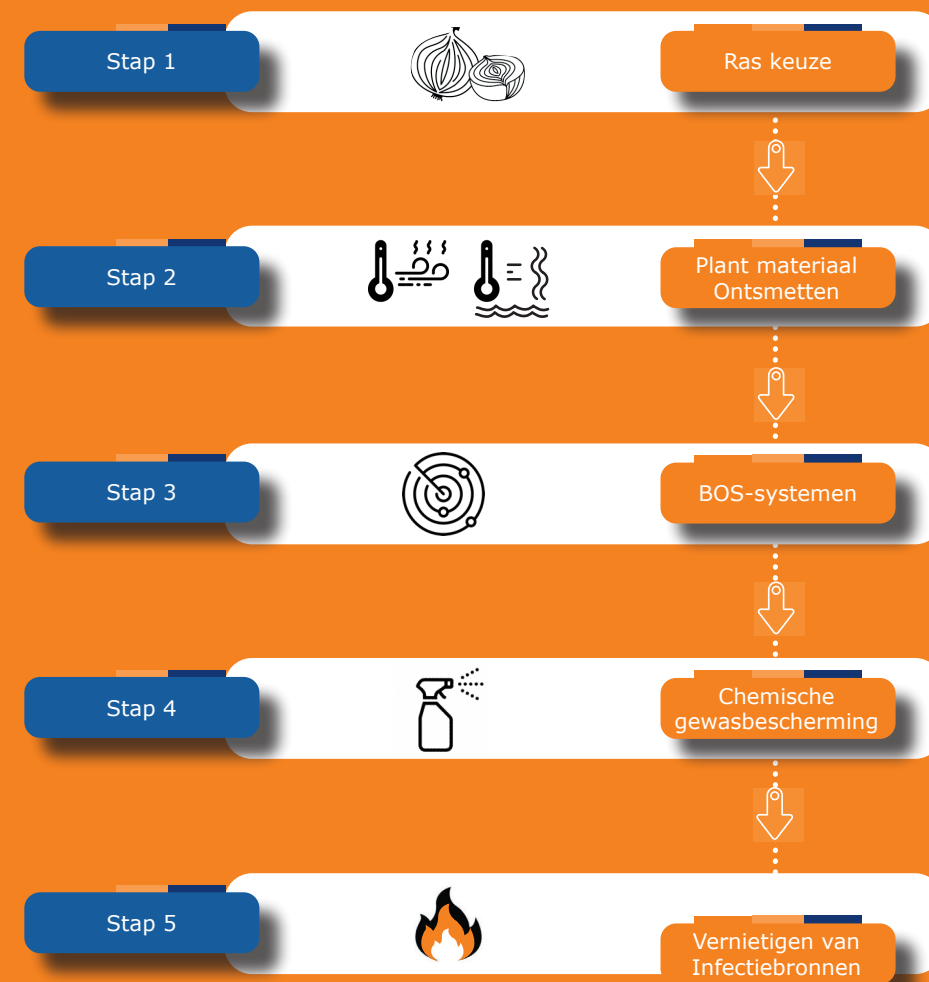 Stap 1
Ras keuze
Stap 2
Plant materiaal
Ontsmetten
Stap 3
BOS-systemen
Stap 4
Chemische
gewasbescherming
Stap 5
Vernietigen van
Infectiebronnen